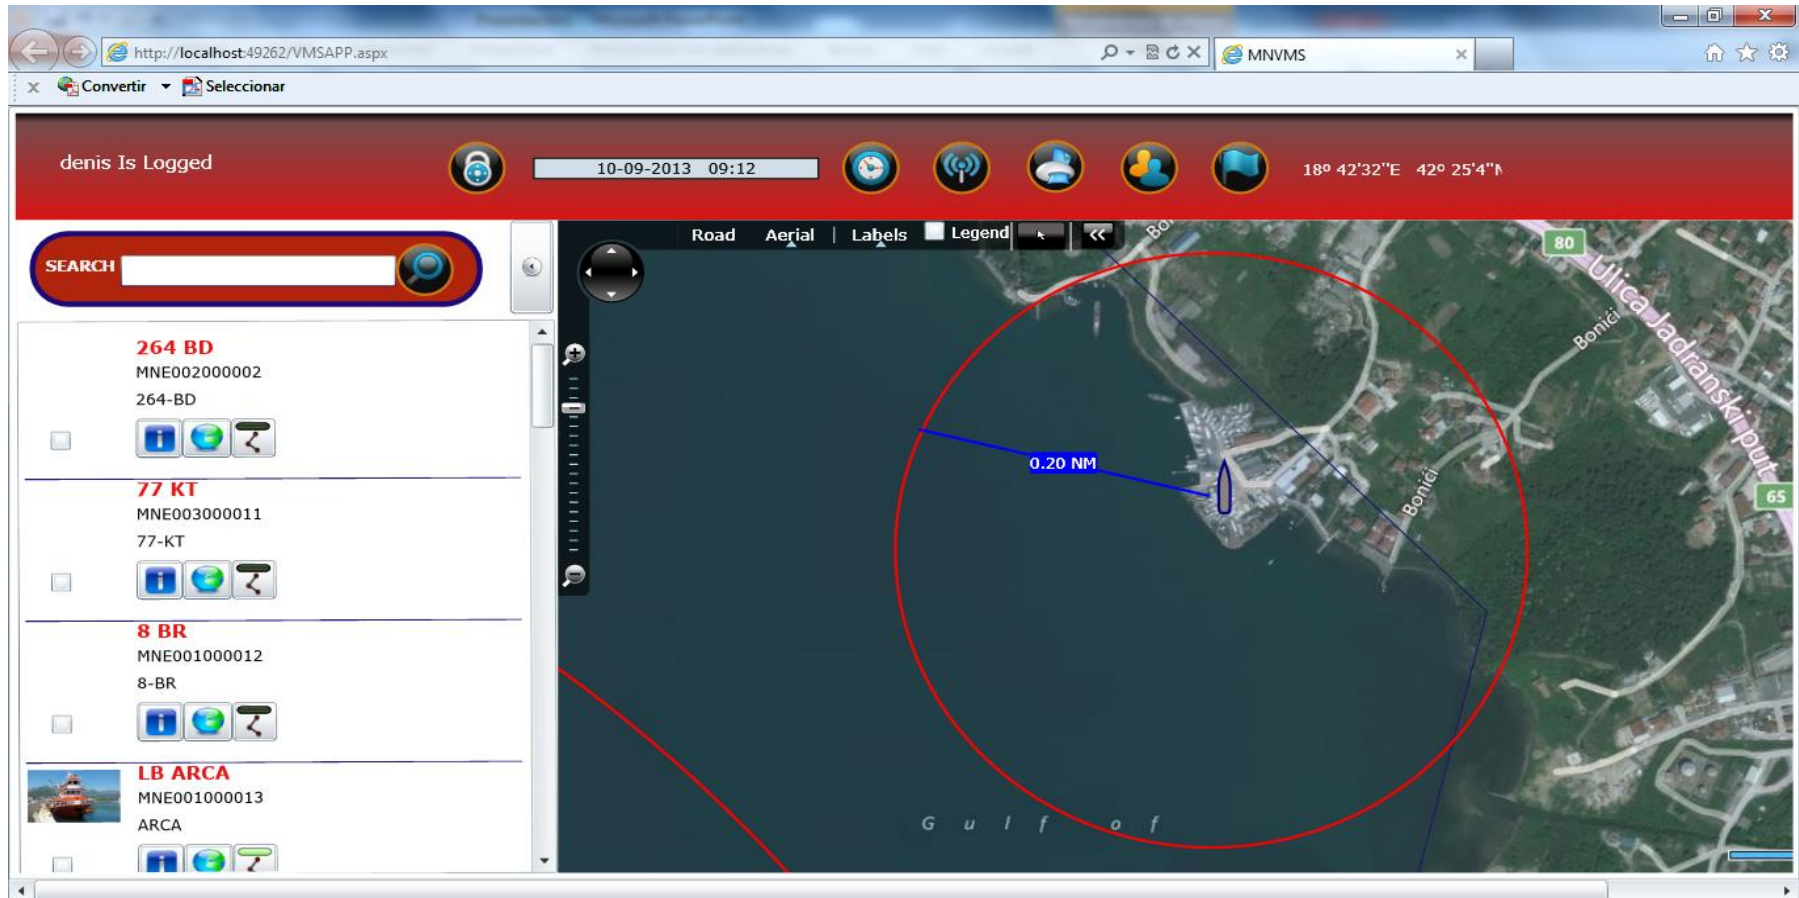 http://localhost:49262/VMSAPP.aspx
MNVMS
x Convertir Seleccionar
denis Is Logged
10-09-2013 09:12
18º 42'32"E 42º 25'4"N
SEARCH
Road Aerial | Labels Legend
264 BD
MNE002000002
264-BD
77 KT
MNE003000011
77-KT
8 BR
MNE001000012
8-BR
LB ARCA
MNE001000013
ARCA
80
Ulica Jadranski put
Bonići
65
0.20 NM
Bonići
Gulf of